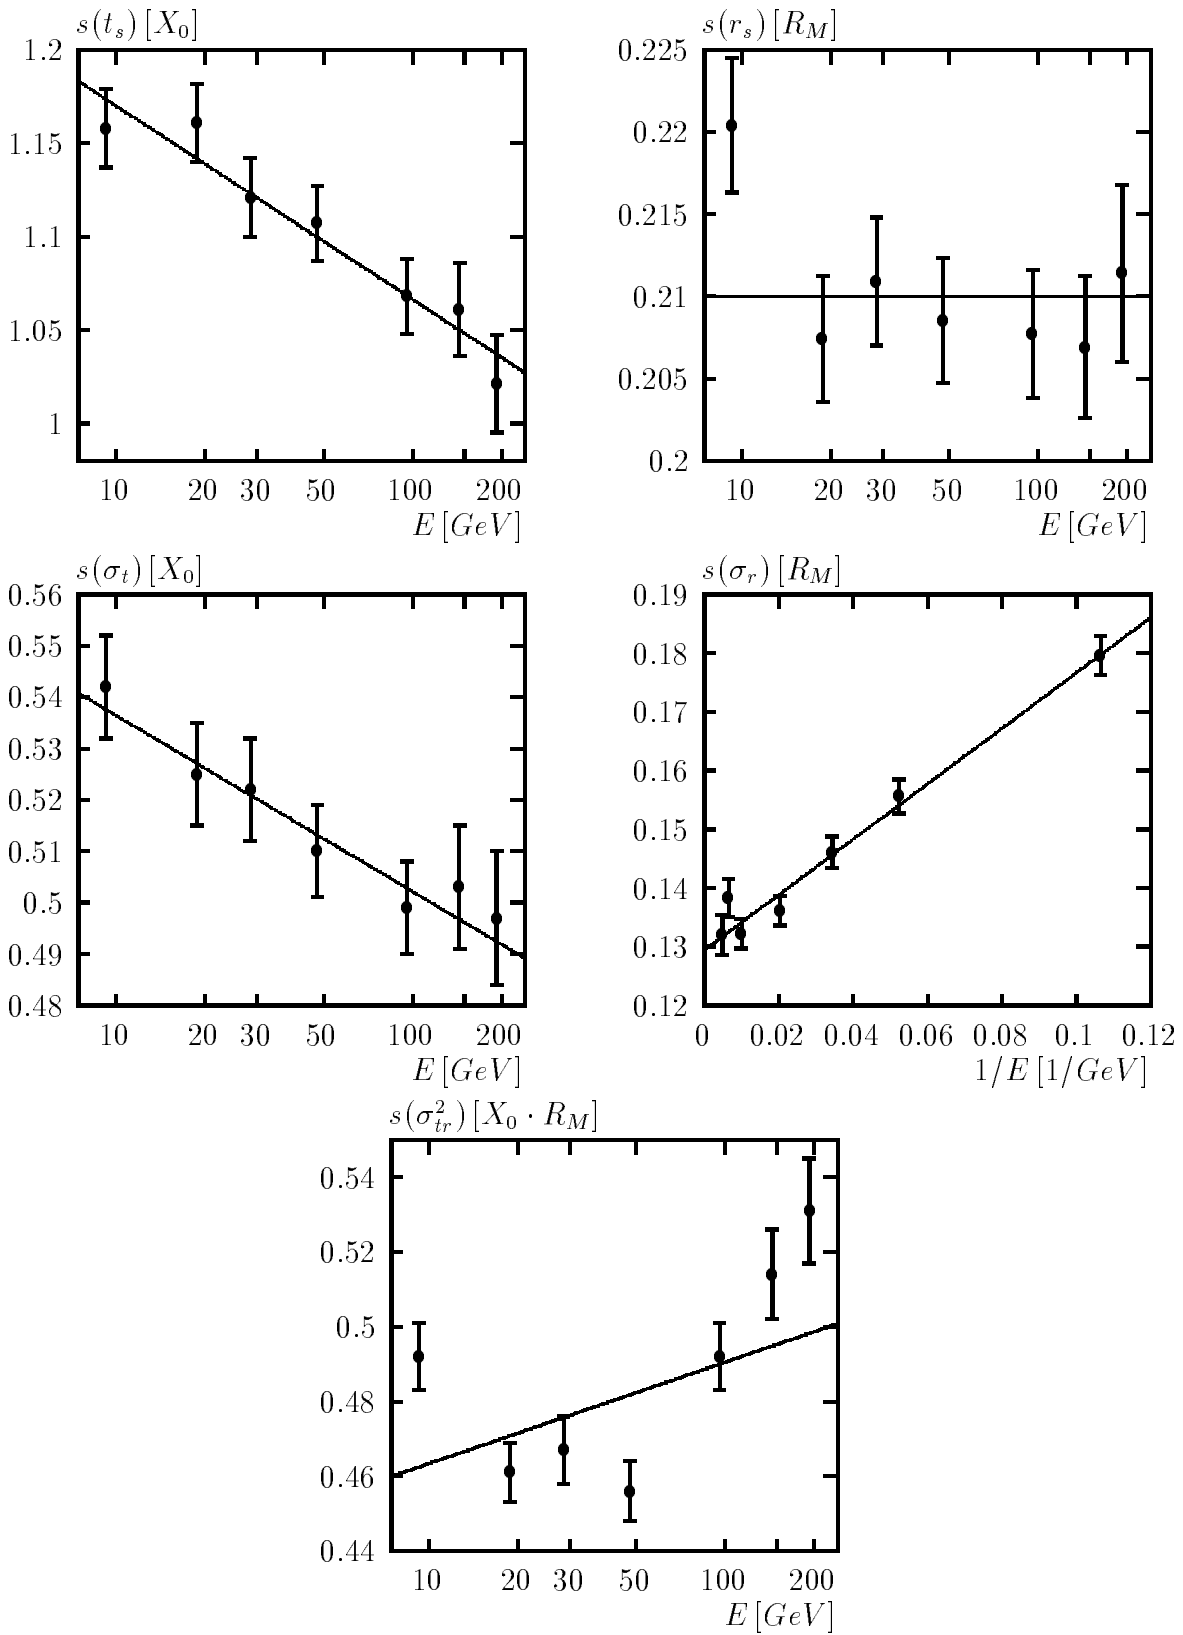 s(t_s) [X_0]
1.2
1.15
1.1
1.05
1
10 20 30 50 100 200
E [GeV]
s(r_s) [R_M]
0.225
0.22
0.215
0.21
0.205
0.2
10 20 30 50 100 200
E [GeV]
s(σ_t) [X_0]
0.56
0.55
0.54
0.53
0.52
0.51
0.5
0.49
0.48
10 20 30 50 100 200
E [GeV]
s(σ_r) [R_M]
0.19
0.18
0.17
0.16
0.15
0.14
0.13
0.12
0 0.02 0.04 0.06 0.08 0.1 0.12
1/E [1/GeV]
s(σ_{tr}^2) [X_0 · R_M]
0.54
0.52
0.5
0.48
0.46
0.44
10 20 30 50 100 200
E [GeV]